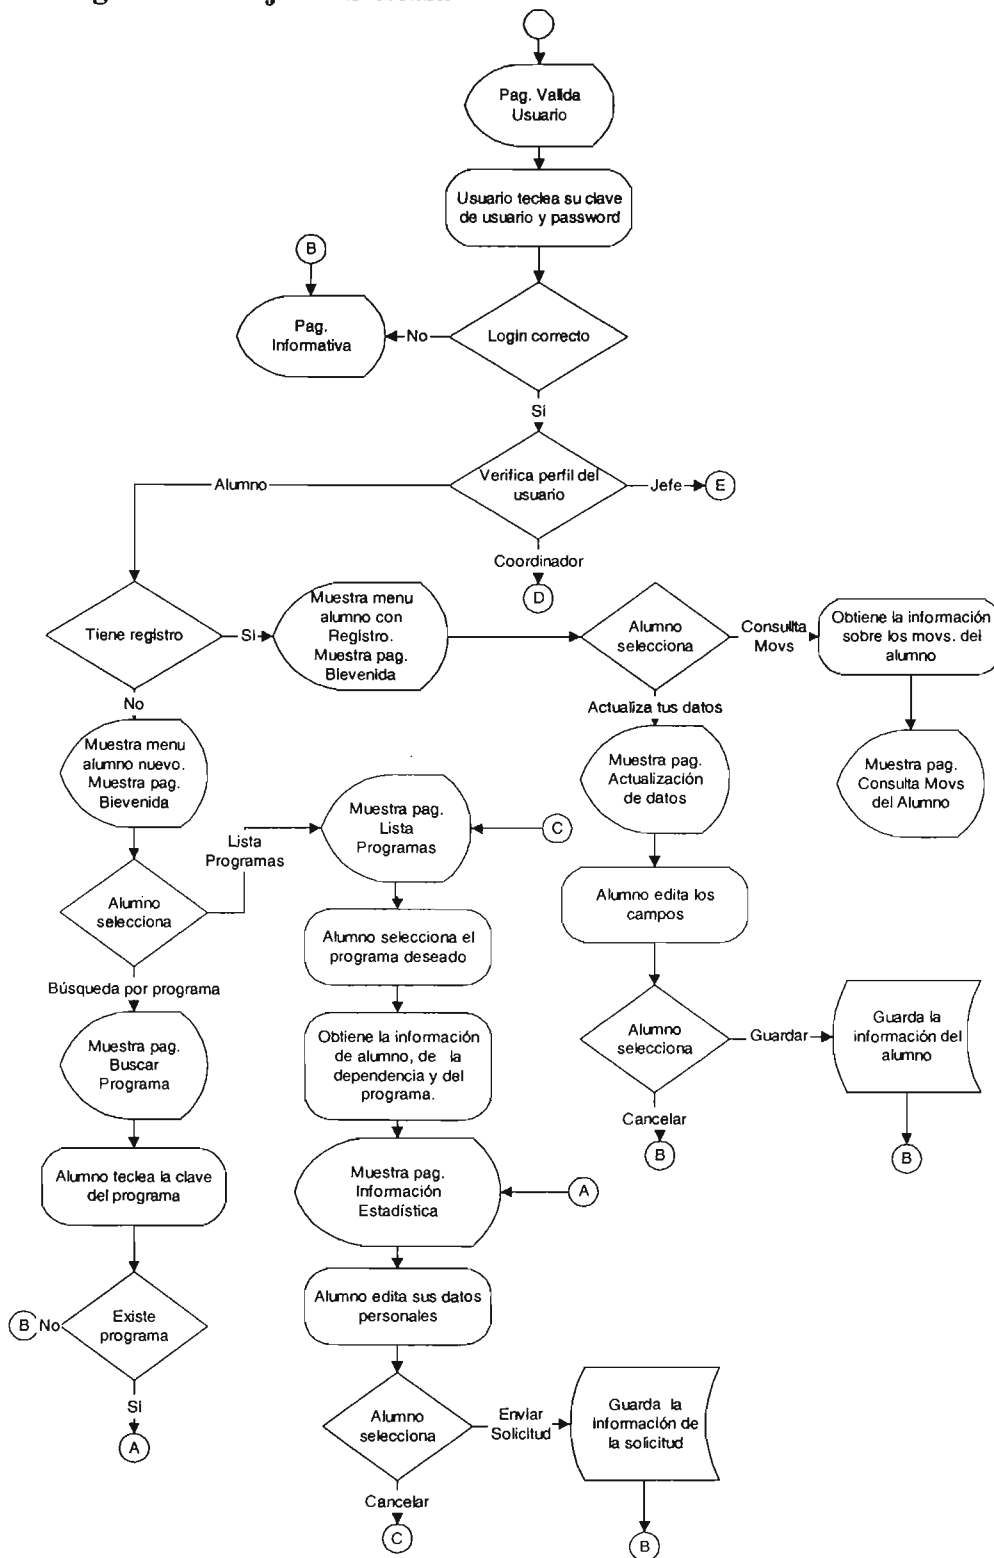 Pag. Valida
Usuario
Usuario teclea su clave
de usuario y password
B
Pag.
Informativa
No
Login correcto
Si
Alumno
Verifica perfil del
usuario
Jefe
E
Coordinador
D
Tiene registro
Si
Muestra menu
alumno con
Registro.
Muestra pag.
Bievenida
Alumno
selecciona
Consullta
Movs
Obtiene la información
sobre los movs. del
alumno
No
Actualiza tus datos
Muestra menu
alumno nuevo.
Muestra pag.
Bievenida
Muestra pag.
Actualización
de datos
Muestra pag.
Consulta Movs
del Alumno
Lista
Programas
Muestra pag.
Lista
Programas
C
Alumno
selecciona
Alumno edita los
campos
Alumno selecciona el
programa deseado
Búsqueda por programa
Muestra pag.
Buscar
Programa
Obtiene la información
de alumno, de la
dependencia y del
programa.
Alumno
selecciona
Guardar
Guarda la
información del
alumno
Cancelar
B
B
Alumno teclea la clave
del programa
Muestra pag.
Información
Estadística
A
Alumno edita sus datos
personales
B
No
Existe
programa
Si
A
Alumno
selecciona
Enviar
Solicitud
Guarda la
información de
la solicitud
Cancelar
C
B